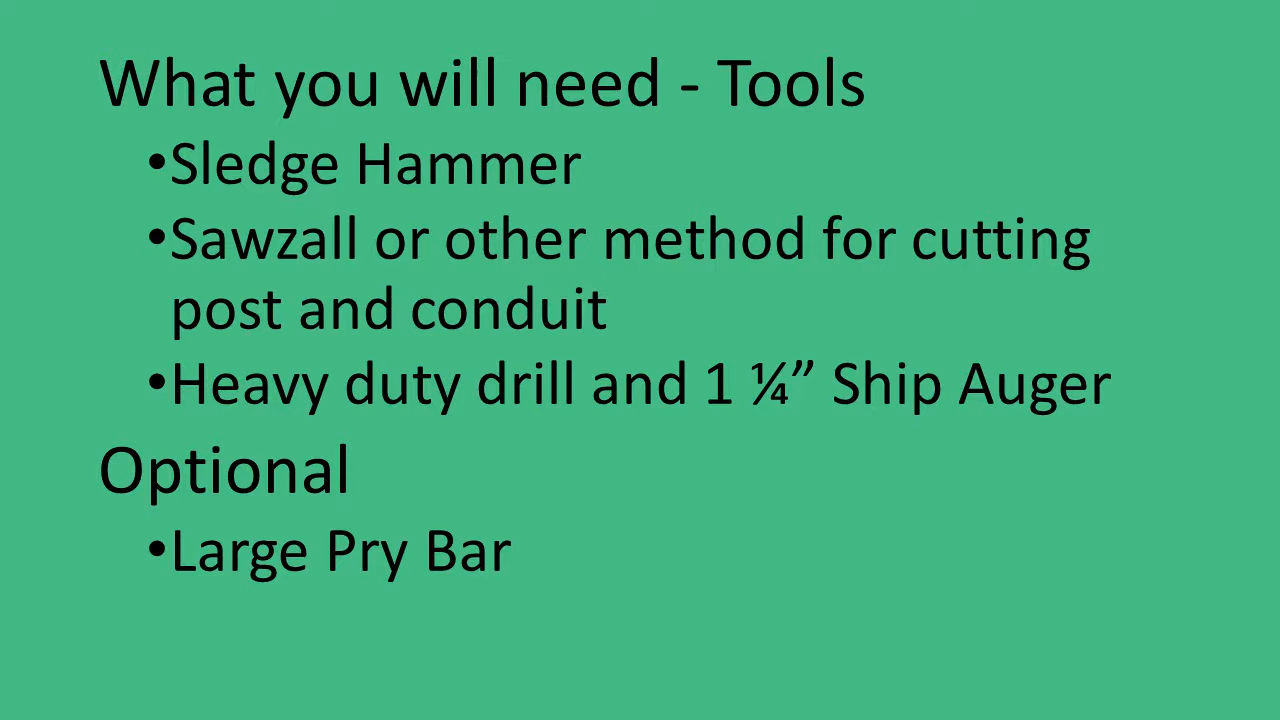 What you will need - Tools
•Sledge Hammer
•Sawzall or other method for cutting
post and conduit
•Heavy duty drill and 1 ¼” Ship Auger
Optional
•Large Pry Bar